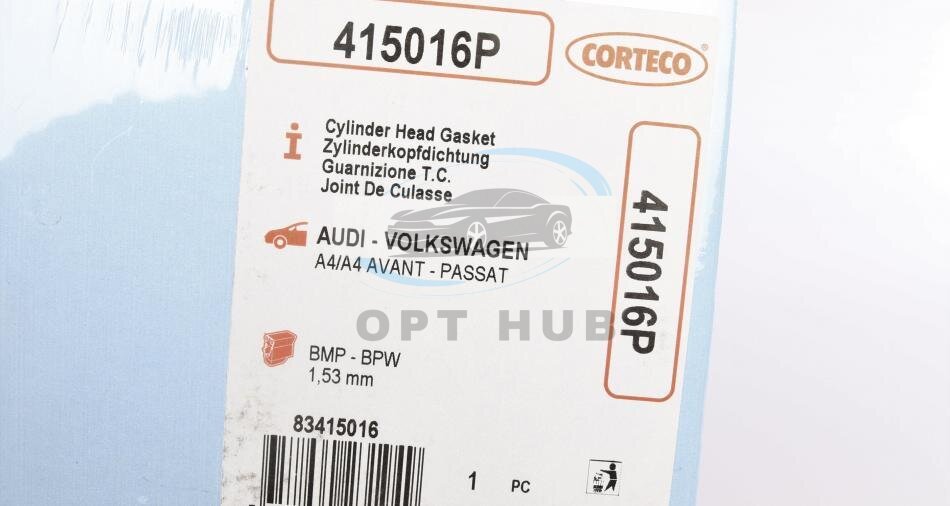 415016P
CORTECO®
Cylinder Head Gasket
Zylinderkopfdichtung
Guarnizione T.C.
Joint De Culasse
415016P
AUDI - VOLKSWAGEN
A4/A4 AVANT - PASSAT
OPT HUB
BMP - BPW
1,53 mm
83415016
1 PC